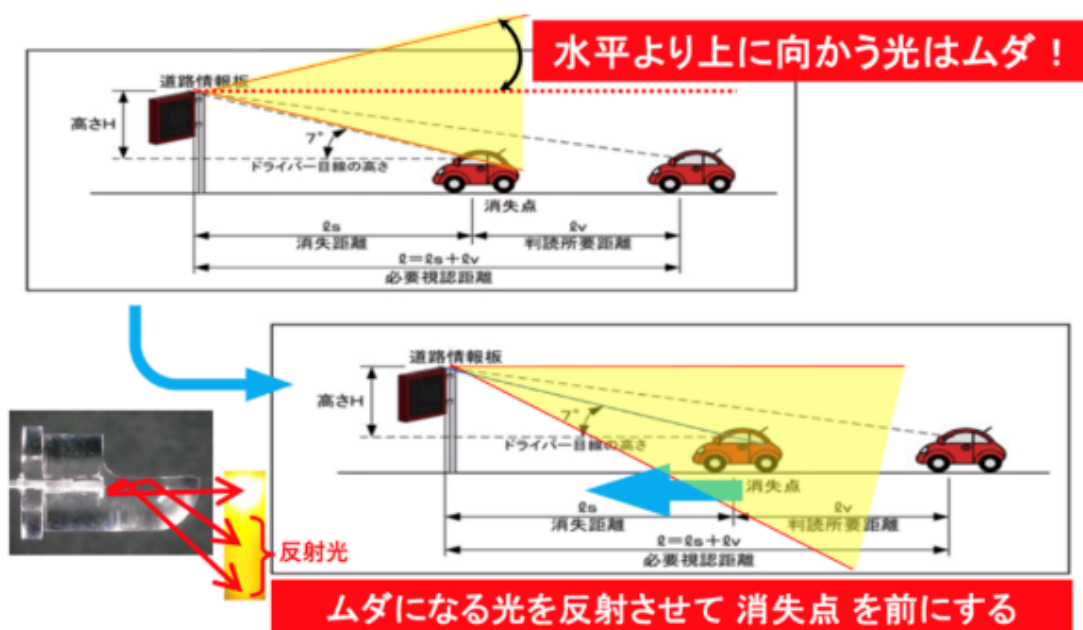 水平より上に向かう光はムダ！
道路情報板
高さH
7°
ドライバー目線の高さ
消失点
ℓs
消失距離
ℓv
判読所要距離
ℓ=ℓs+ℓv
必要視認距離
道路情報板
高さH
7°
ドライバー目線の高さ
消失点
ℓs
消失距離
ℓv
判読所要距離
ℓ=ℓs+ℓv
必要視認距離
反射光
ムダになる光を反射させて 消失点 を前にする